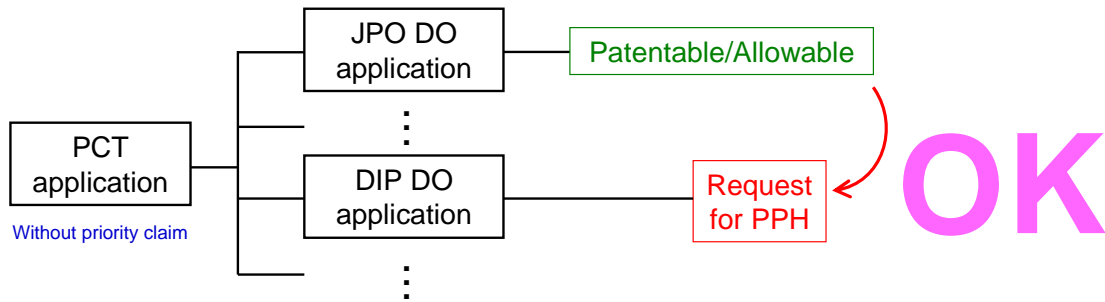 JPO DO
application
Patentable/Allowable
⋮
PCT
application
Without priority claim
DIP DO
application
Request
for PPH
OK
⋮